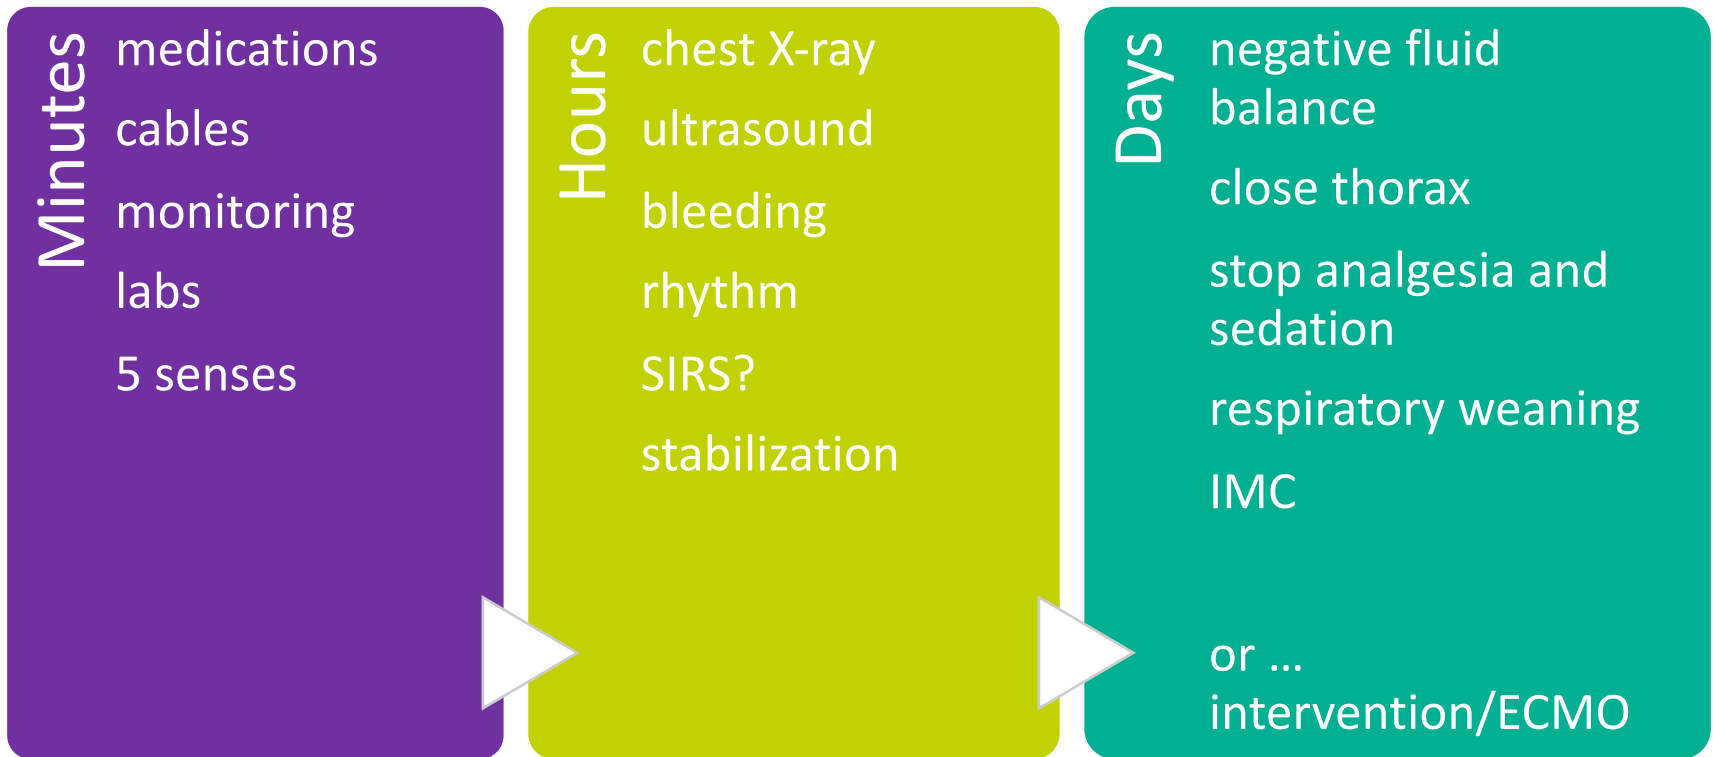 Minutes
medications
cables
monitoring
labs
5 senses
Hours
chest X-ray
ultrasound
bleeding
rhythm
SIRS?
stabilization
Days
negative fluid
balance
close thorax
stop analgesia and
sedation
respiratory weaning
IMC
or ...
intervention/ECMO